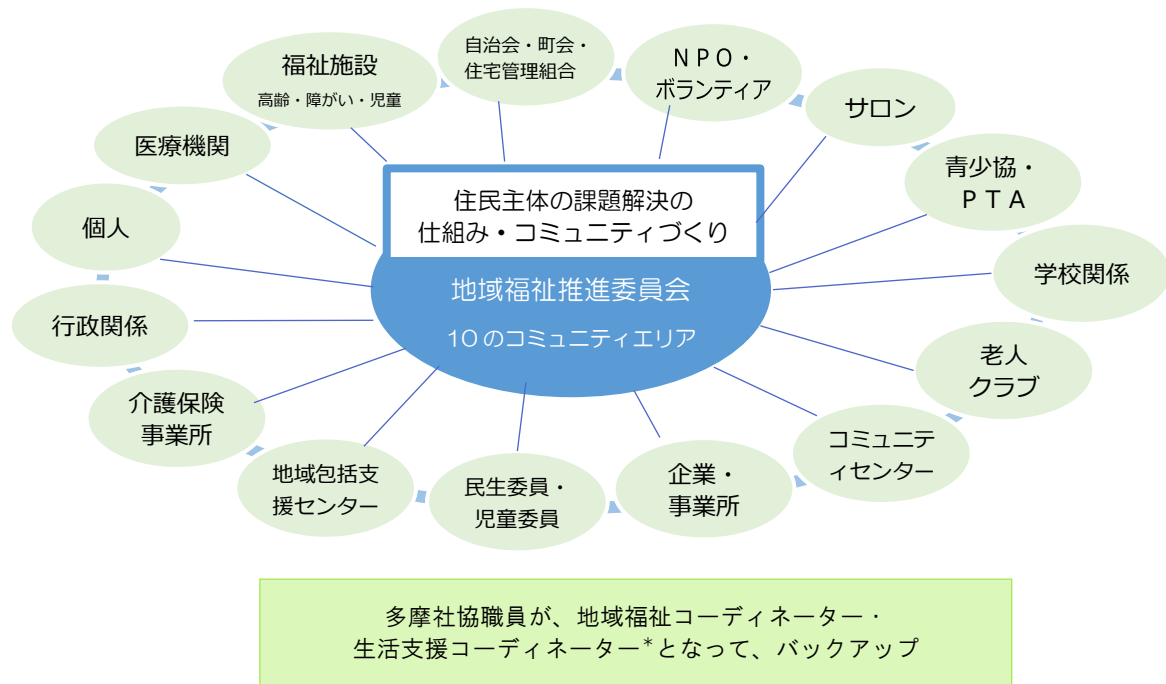 自治会・町会・
住宅管理組合
NPO・
ボランティア
福祉施設
高齢・障がい・児童
サロン
医療機関
青少協・
PTA
個人
住民主体の課題解決の
仕組み・コミュニティづくり
学校関係
地域福祉推進委員会
10のコミュニティエリア
行政関係
老人
クラブ
介護保険
事業所
コミュニテ
ィセンター
地域包括支
援センター
民生委員・
児童委員
企業・
事業所
多摩社協職員が、地域福祉コーディネーター・
生活支援コーディネーター*となって、バックアップ